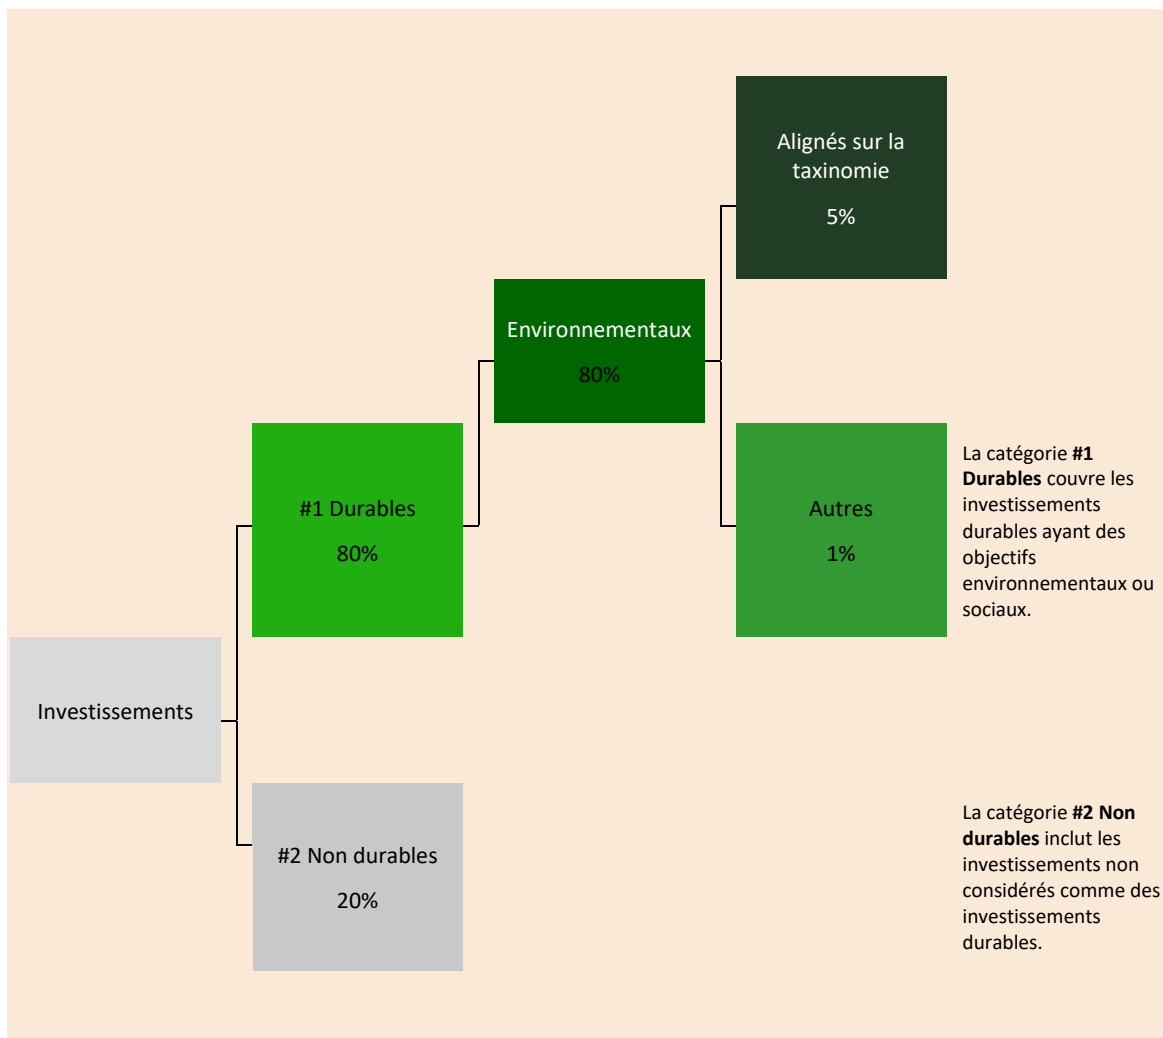 Alignés sur la
taxinomie
5%
Environnementaux
80%
#1 Durables
80%
Autres
1%
La catégorie #1
Durables couvre les
investissements
durables ayant des
objectifs
environnementaux ou
sociaux.
Investissements
#2 Non durables
20%
La catégorie #2 Non
durables inclut les
investissements non
considérés comme des
investissements
durables.